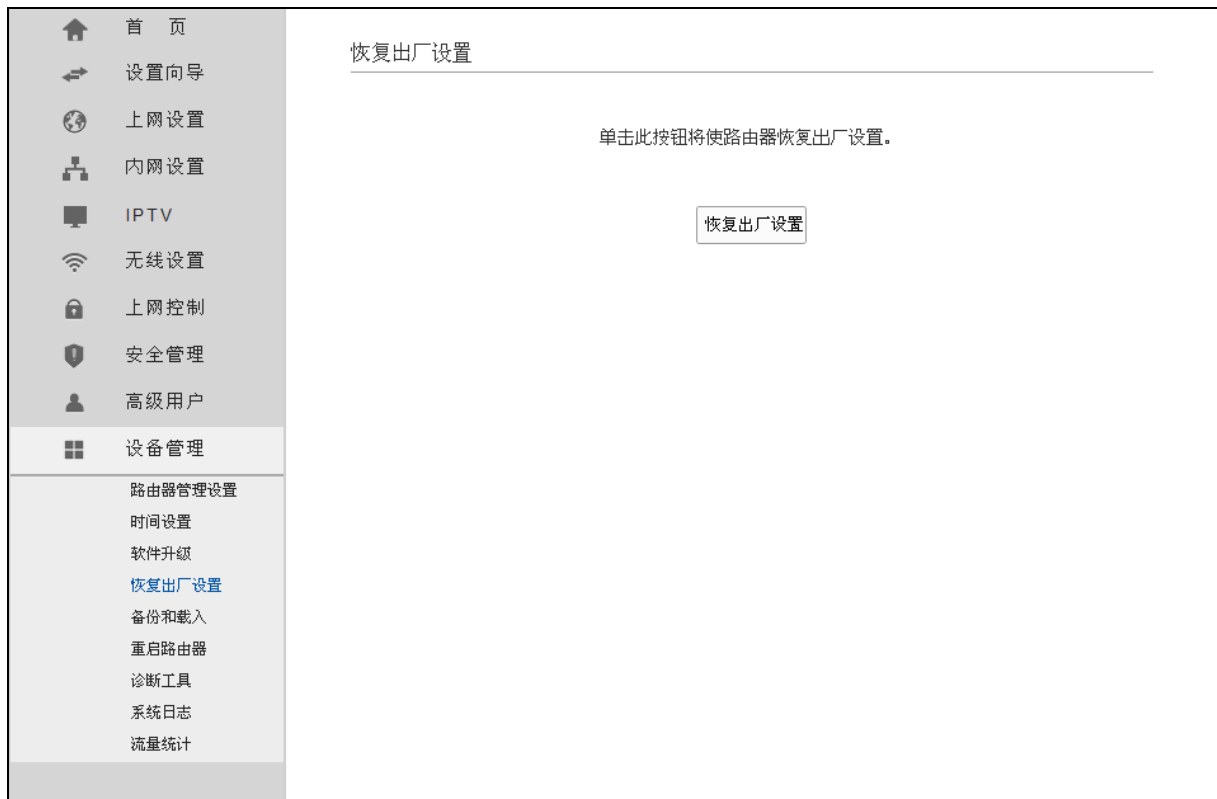 首 页
设置向导
上网设置
内网设置
IPTV
无线设置
上网控制
安全管理
高级用户
设备管理
路由器管理设置
时间设置
软件升级
恢复出厂设置
备份和载入
重启路由器
诊断工具
系统日志
流量统计
恢复出厂设置
单击此按钮将使路由器恢复出厂设置。
恢复出厂设置